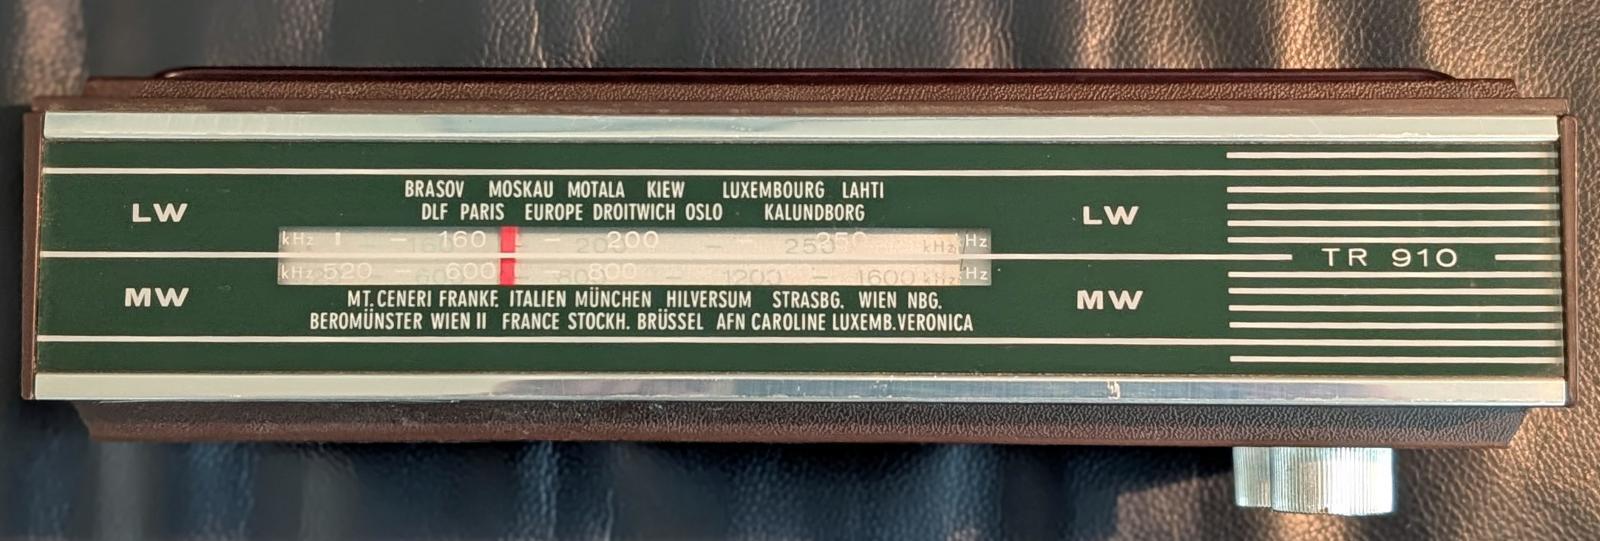 BRASOV MOSKAU MOTALA KIEW LUXEMBOURG LAHTI
LW DLF PARIS EUROPE DROITWICH OSLO KALUNDBORG LW
kHz – 160 – 200 – 250 kHz
TR 910
kHz 520 – 600 – 800 – 1200 – 1600 kHz
MW MT. CENERI FRANKF. ITALIEN MÜNCHEN HILVERSUM STRASBG. WIEN NBG. MW
BEROMÜNSTER WIEN II FRANCE STOCKH. BRÜSSEL AFN CAROLINE LUXEMB. VERONICA